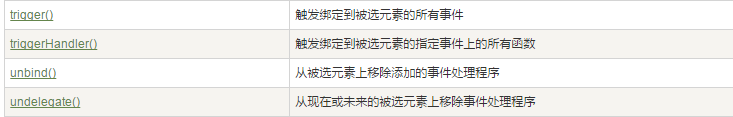 trigger() 触发绑定到被选元素的所有事件
triggerHandler() 触发绑定到被选元素的指定事件上的所有函数
unbind() 从被选元素上移除添加的事件处理程序
undelegate() 从现在或未来的被选元素上移除事件处理程序